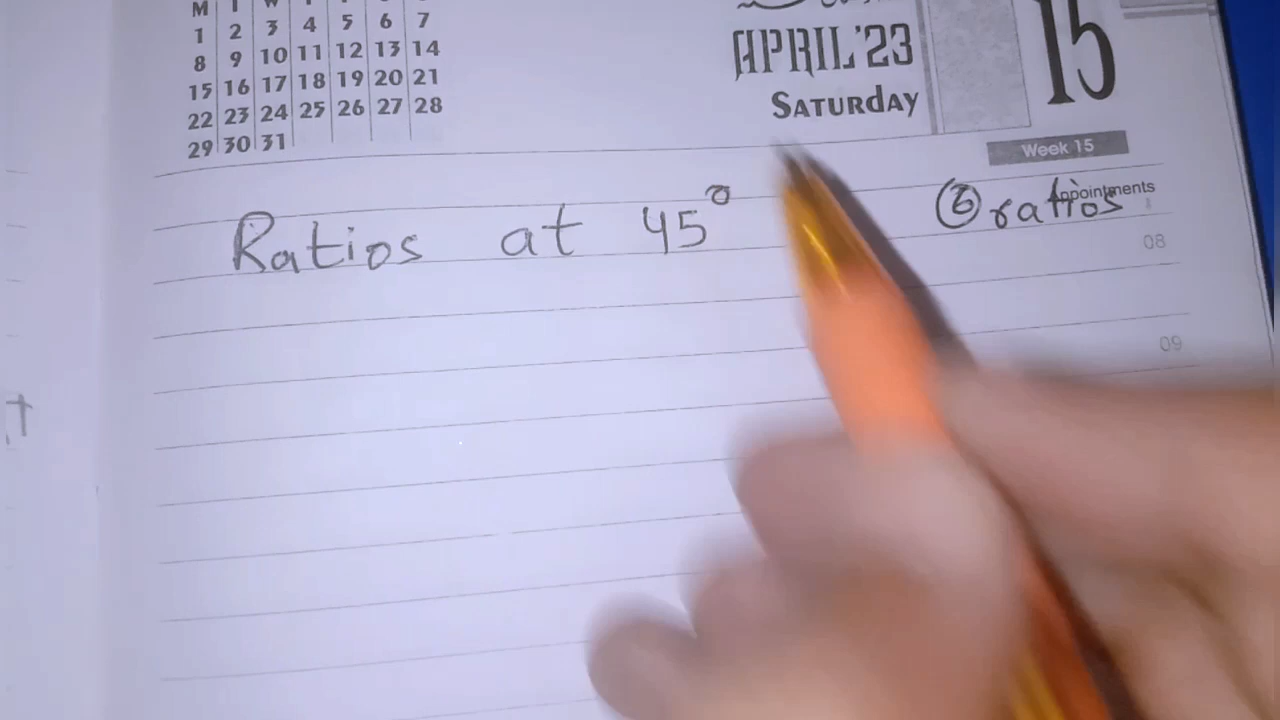 M T W
1 2 3 4 5 6 7
8 9 10 11 12 13 14
15 16 17 18 19 20 21
22 23 24 25 26 27 28
29 30 31
APRIL'23
SATURDAY
15
Week 15
Appointments
Ratios at 45°
6 ratios
08
09